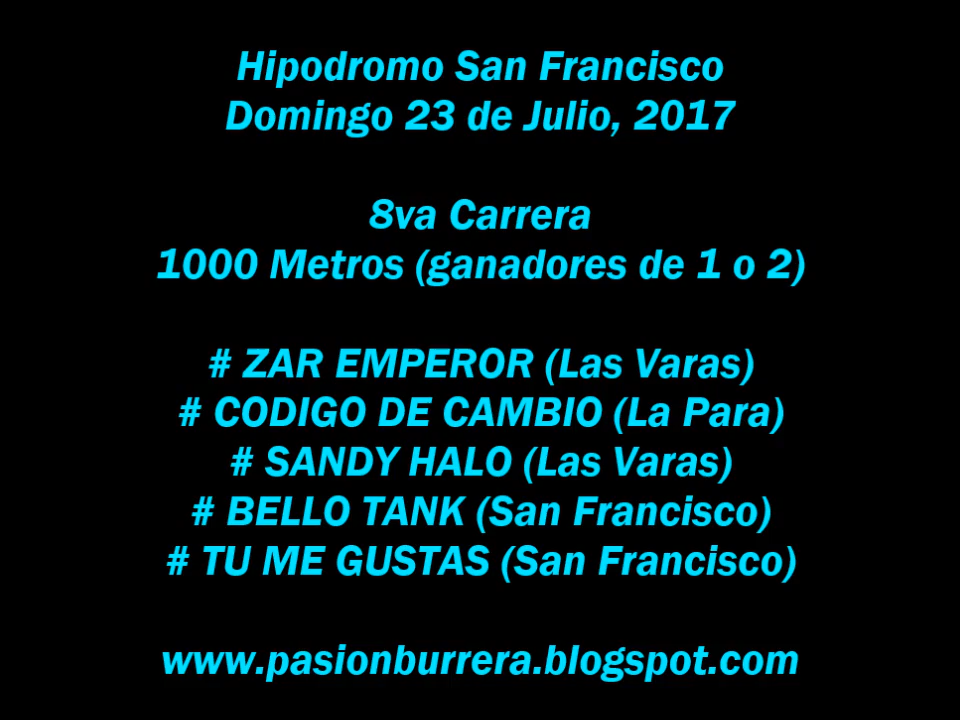 Hipodromo San Francisco
Domingo 23 de Julio, 2017
8va Carrera
1000 Metros (ganadores de 1 o 2)
# ZAR EMPEROR (Las Varas)
# CODIGO DE CAMBIO (La Para)
# SANDY HALO (Las Varas)
# BELLO TANK (San Francisco)
# TU ME GUSTAS (San Francisco)
www.pasionburrera.blogspot.com